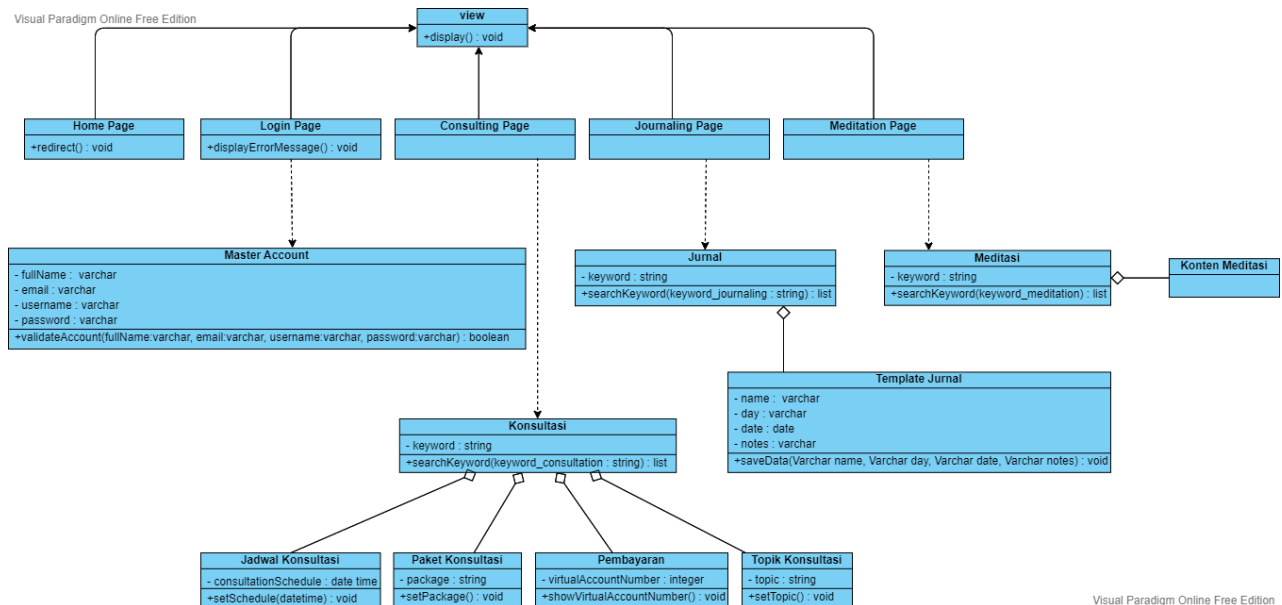 Visual Paradigm Online Free Edition
view
+display() : void
Home Page
+redirect() : void
Login Page
+displayErrorMessage() : void
Consulting Page
Journaling Page
Meditation Page
Master Account
- fullName : varchar
- email : varchar
- username : varchar
- password : varchar
+validateAccount(fullName:varchar, email:varchar, username:varchar, password:varchar) : boolean
Jurnal
- keyword : string
+searchKeyword(keyword_journaling : string) : list
Meditasi
- keyword : string
+searchKeyword(keyword_meditation) : list
Konten Meditasi
Template Jurnal
- name : varchar
- day : varchar
- date : date
- notes : varchar
+saveData(Varchar name, Varchar day, Varchar date, Varchar notes) : void
Konsultasi
- keyword : string
+searchKeyword(keyword_consultation : string) : list
Jadwal Konsultasi
- consultationSchedule : date time
+setSchedule(datetime) : void
Paket Konsultasi
- package : string
+setPackage() : void
Pembayaran
- virtualAccountNumber : integer
+showVirtualAccountNumber() : void
Topik Konsultasi
- topic : string
+setTopic() : void
Visual Paradigm Online Free Edition